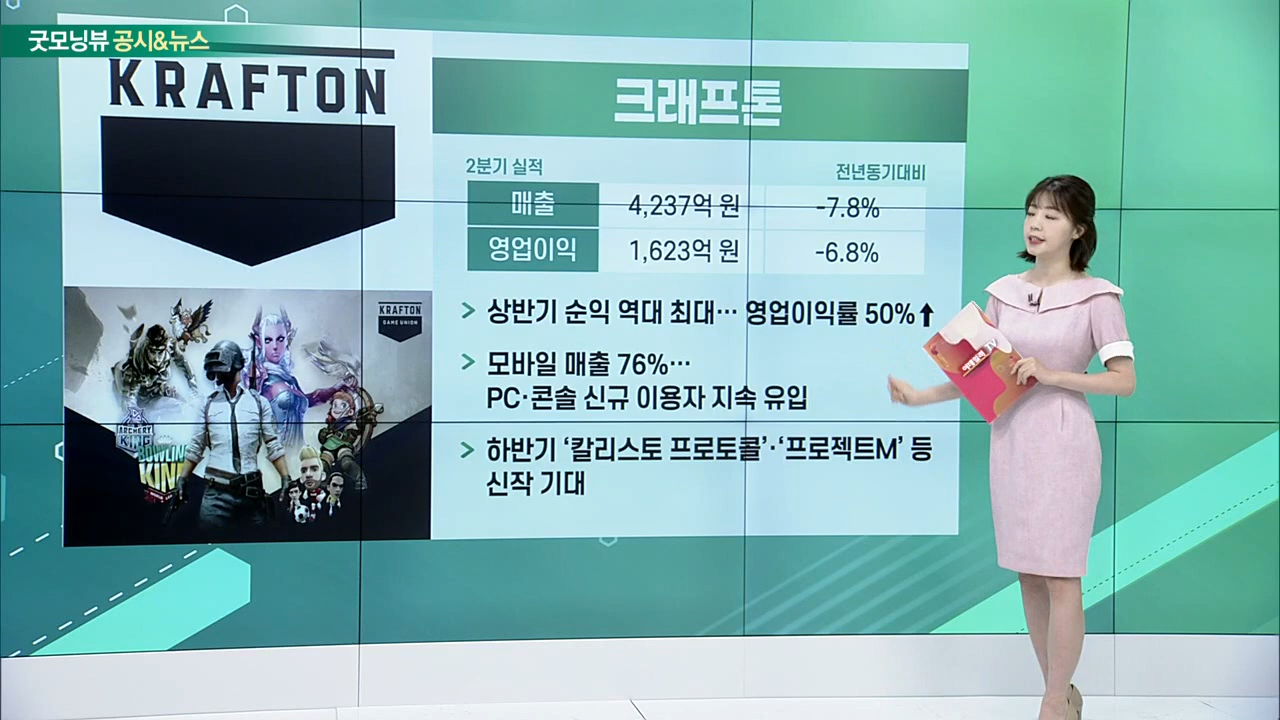 굿모닝뷰 공시&뉴스
KRAFTON
크래프톤
2분기 실적
전년동기대비
매출 4,237억 원 -7.8%
영업이익 1,623억 원 -6.8%
상반기 순익 역대 최대… 영업이익률 50%↑
모바일 매출 76%…
PC·콘솔 신규 이용자 지속 유입
하반기 ‘칼리스토 프로토콜’·‘프로젝트M’ 등
신작 기대
KRAFTON
GAME UNION
ARCHERY
KING
BOWLING
KING